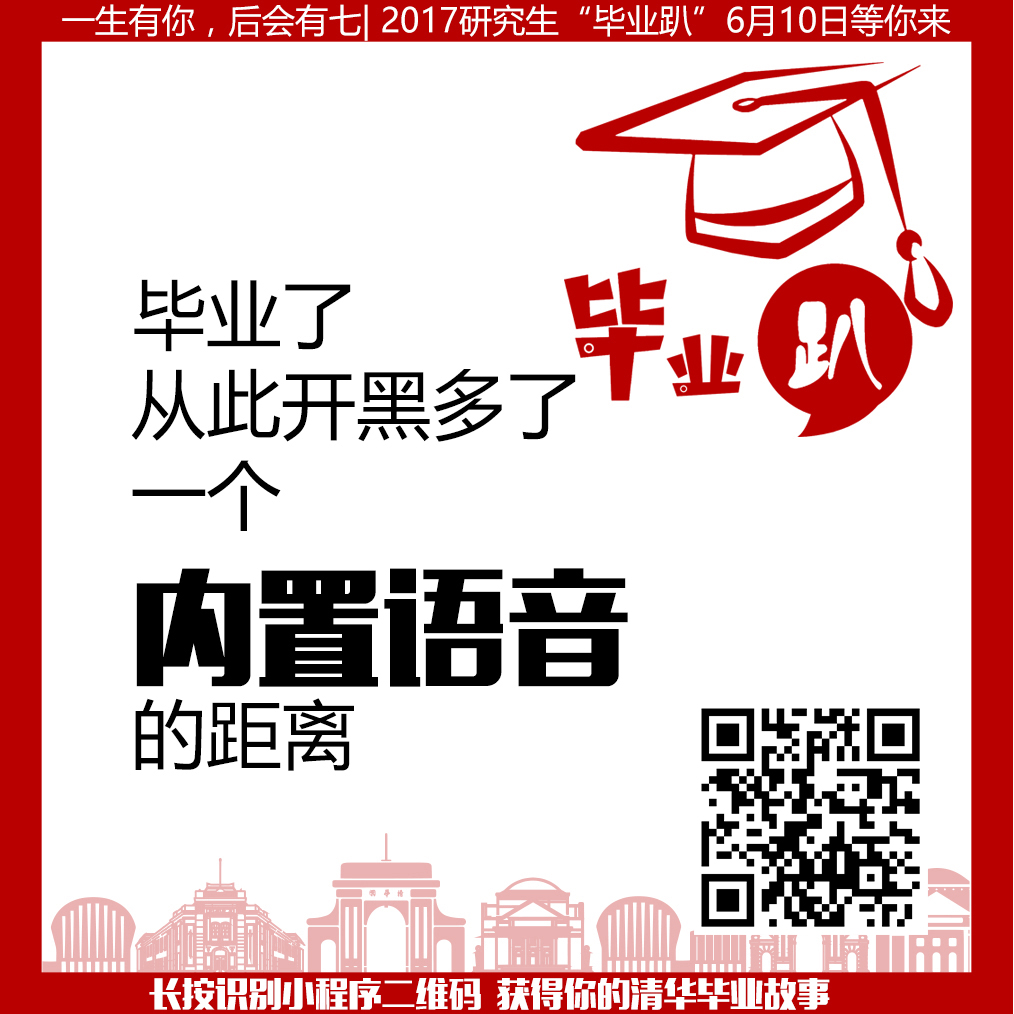 一生有你，后会有七| 2017研究生“毕业趴”6月10日等你来
毕业趴
毕业了
从此开黑多了
一个
内置语音
的距离
長按识别小程序二维码 获得你的清华毕业故事